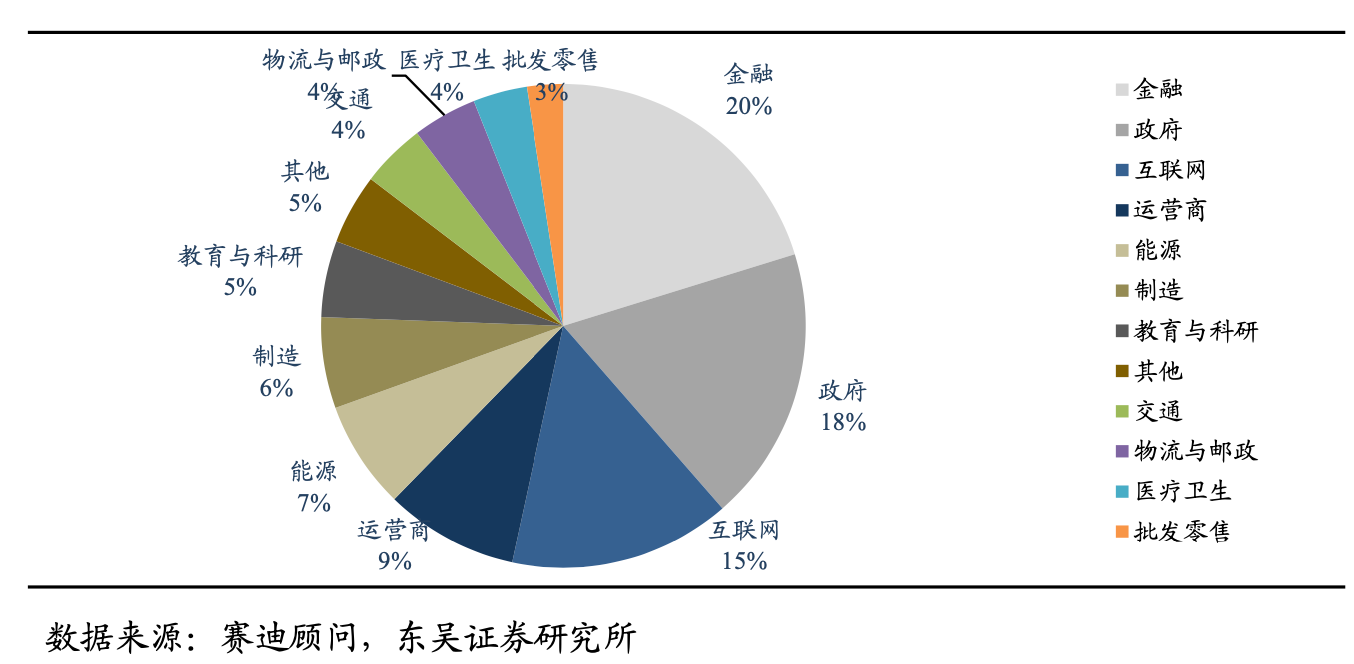 物流与邮政
4%
医疗卫生
4%
批发零售
3%
金融
20%
交通
4%
其他
5%
教育与科研
5%
制造
6%
能源
7%
运营商
9%
互联网
15%
政府
18%
金融
政府
互联网
运营商
能源
制造
教育与科研
其他
交通
物流与邮政
医疗卫生
批发零售
数据来源：赛迪顾问，东吴证券研究所